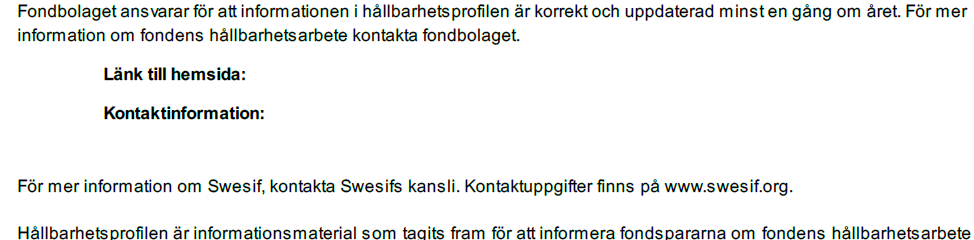 Fondbolaget ansvarar för att informationen i hållbarhetsprofilen är korrekt och uppdaterad minst en gång om året. För mer
information om fondens hållbarhetsarbete kontakta fondbolaget.
Länk till hemsida:
Kontaktinformation:
För mer information om Swesif, kontakta Swesifs kansli. Kontaktuppgifter finns på www.swesif.org.
Hållbarhetsprofilen är informationsmaterial som tagits fram för att informera fondspararna om fondens hållbarhetsarbete